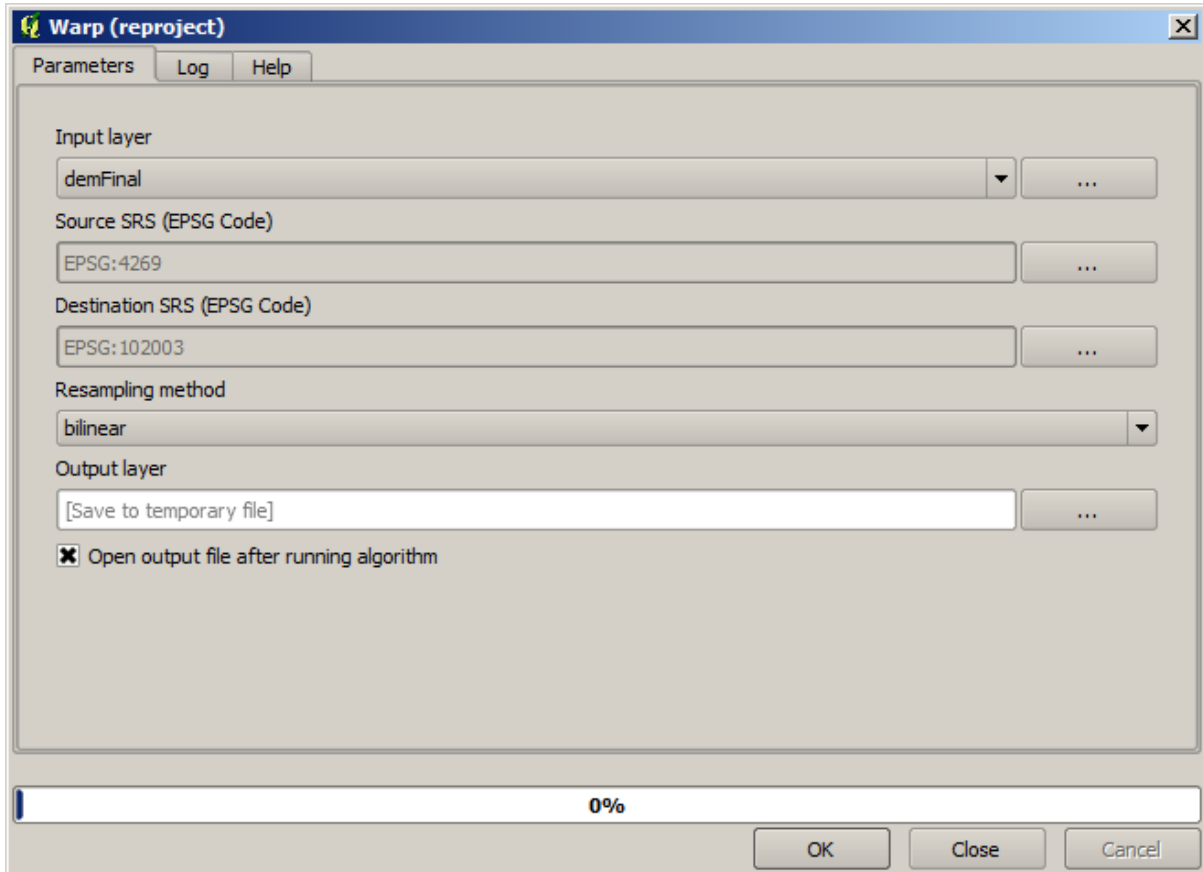 Warp (reproject)
Parameters Log Help
Input layer
demFinal ...
Source SRS (EPSG Code)
EPSG:4269 ...
Destination SRS (EPSG Code)
EPSG:102003 ...
Resampling method
bilinear
Output layer
[Save to temporary file] ...
Open output file after running algorithm
0%
OK Close Cancel